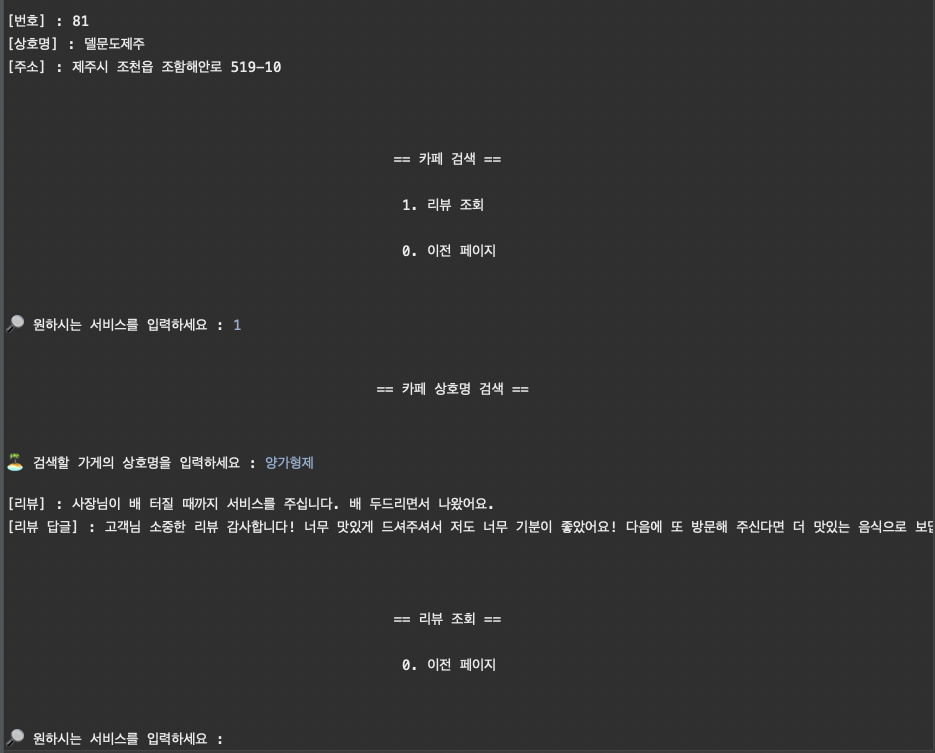 [번호] : 81
[상호명] : 델문도제주
[주소] : 제주시 조천읍 조함해안로 519-10
== 카페 검색 ==
1. 리뷰 조회
0. 이전 페이지
원하시는 서비스를 입력하세요 : 1
== 카페 상호명 검색 ==
검색할 가게의 상호명을 입력하세요 : 양가형제
[리뷰] : 사장님이 배 터질 때까지 서비스를 주십니다. 배 두드리면서 나왔어요.
[리뷰 답글] : 고객님 소중한 리뷰 감사합니다! 너무 맛있게 드셔주셔서 저도 너무 기분이 좋았어요! 다음에 또 방문해 주신다면 더 맛있는 음식으로
== 리뷰 조회 ==
0. 이전 페이지
원하시는 서비스를 입력하세요 :